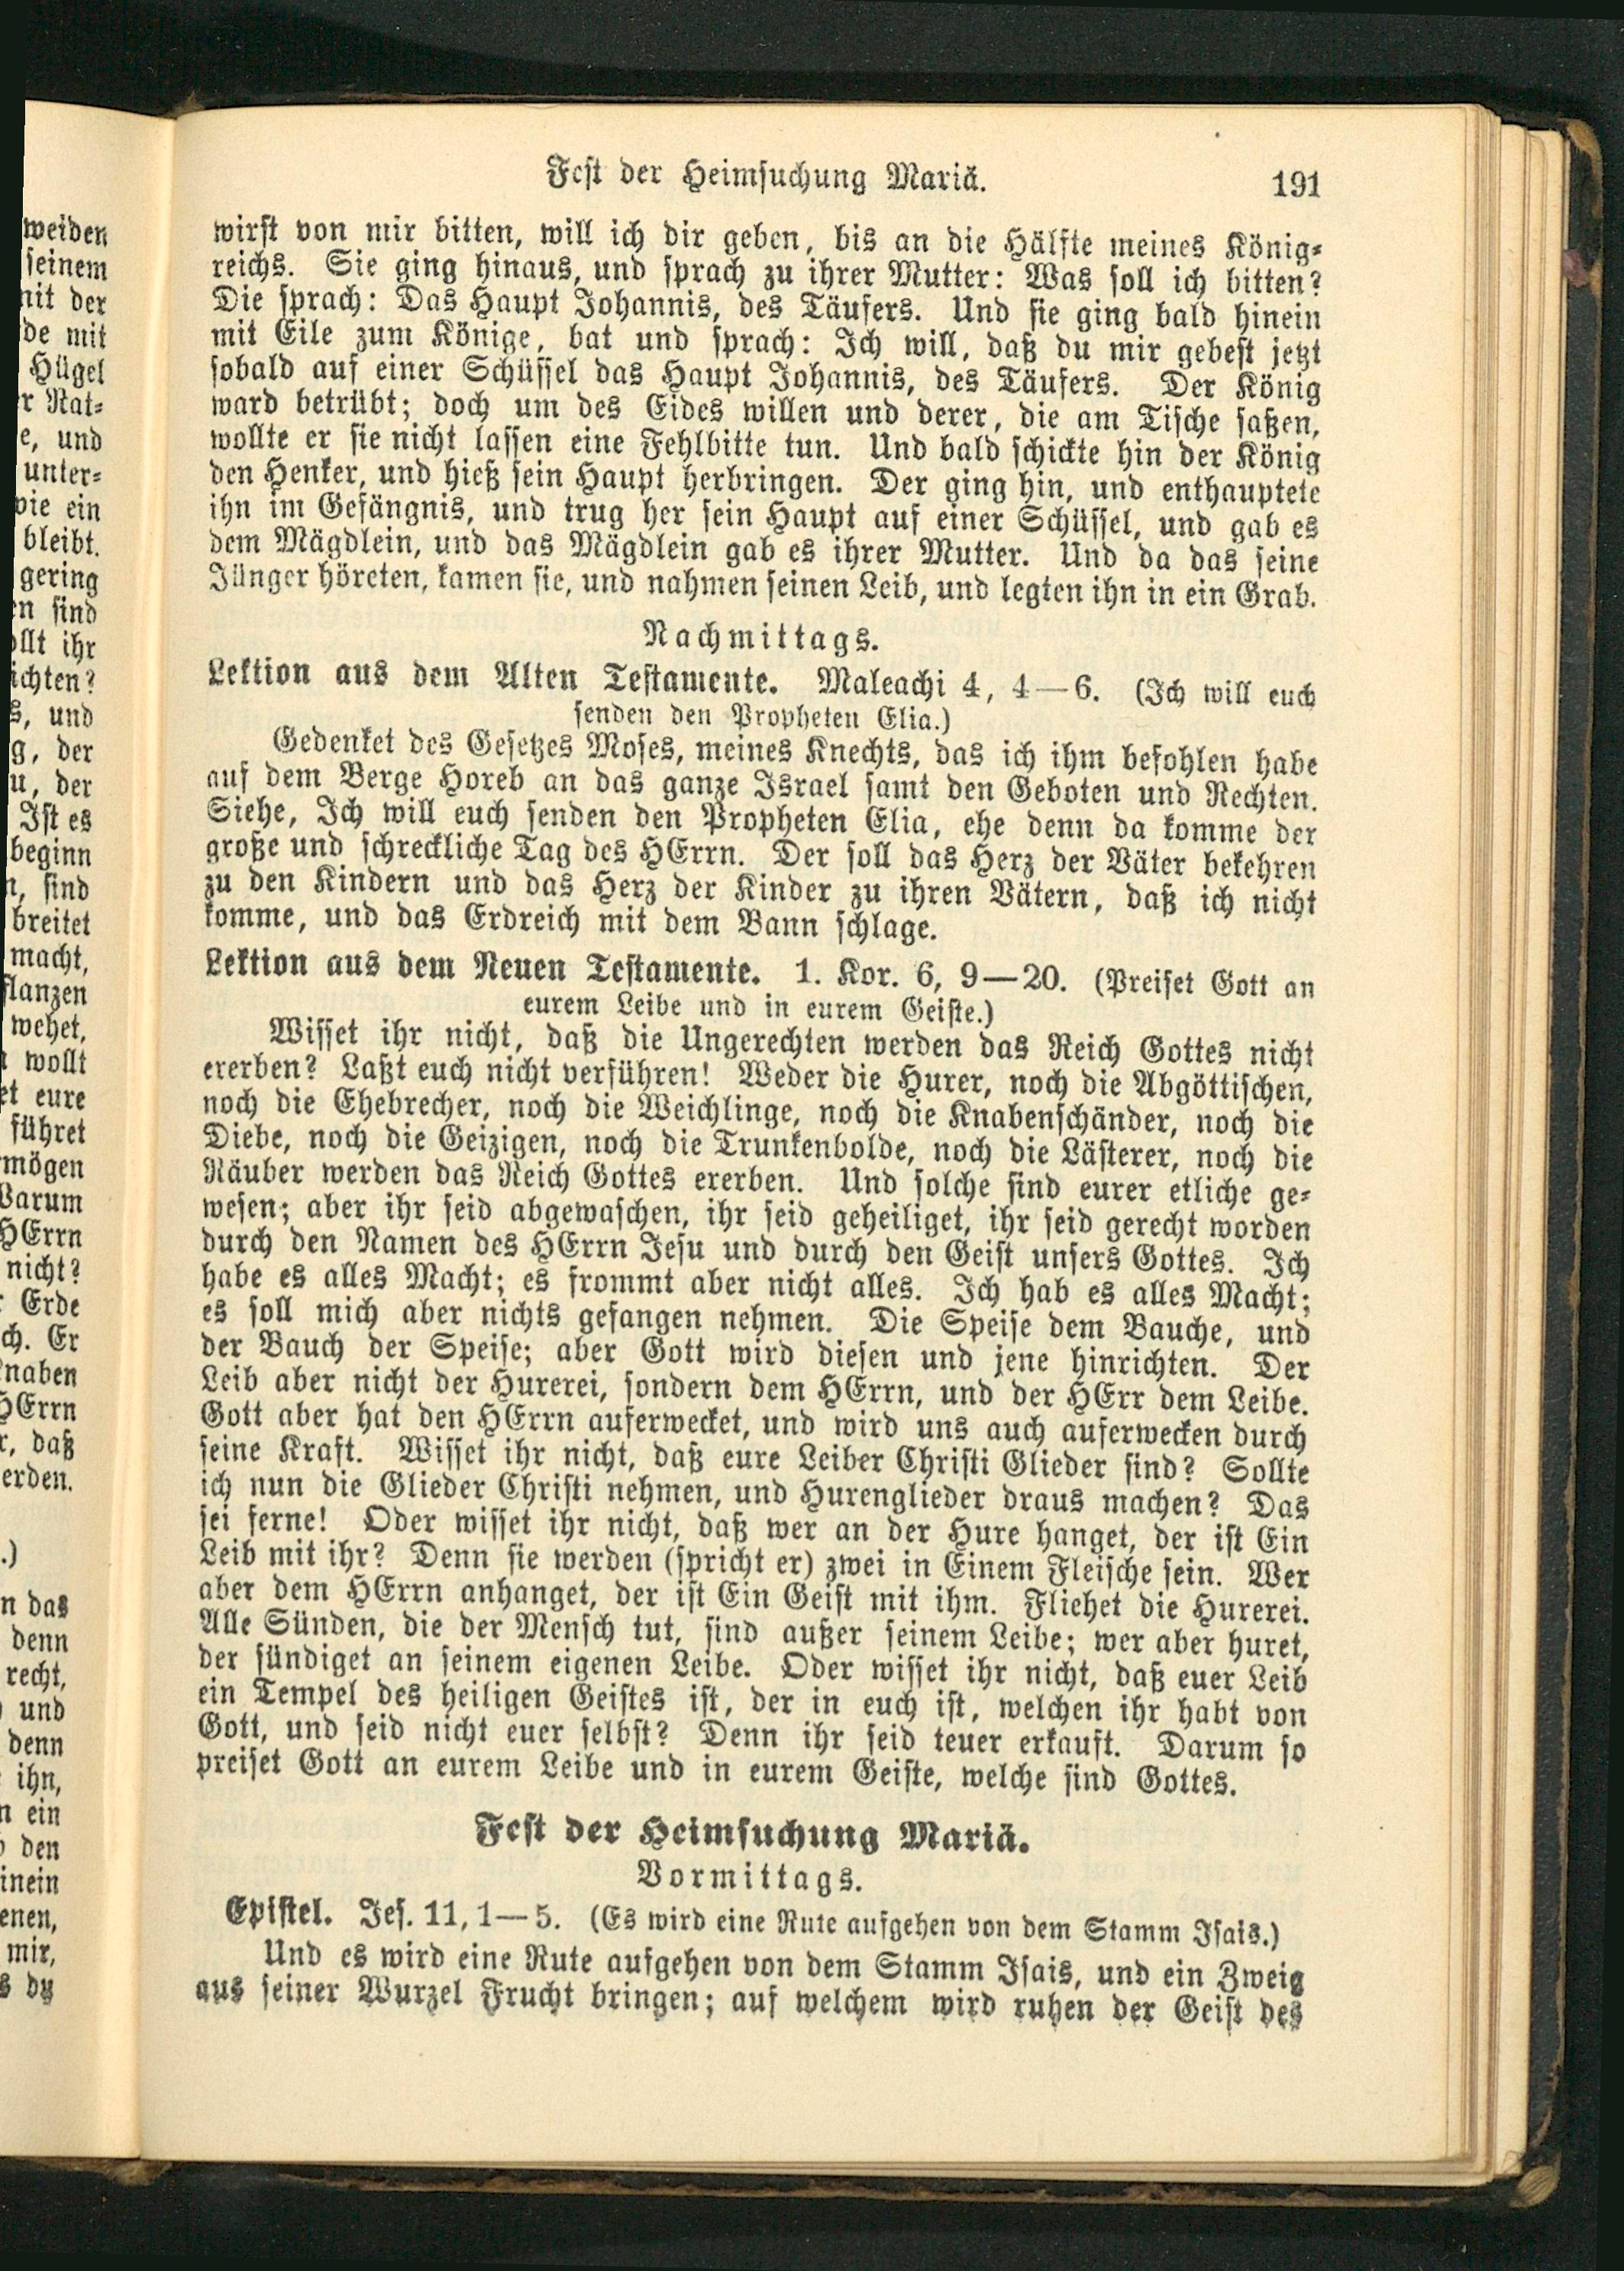 Fest der Heimsuchung Mariä. 191
wirst von mir bitten, will ich dir geben, bis an die Hälfte meines König-
reichs. Sie ging hinaus, und sprach zu ihrer Mutter: Was soll ich bitten?
Die sprach: Das Haupt Johannis, des Täufers. Und sie ging bald hinein
mit Eile zum Könige, bat und sprach: Ich will, daß du mir gebest jetzt
sobald auf einer Schüssel das Haupt Johannis, des Täufers. Der König
ward betrübt; doch um des Eides willen und derer, die am Tische saßen,
wollte er sie nicht lassen eine Fehlbitte tun. Und bald schickte hin der König
den Henker, und hieß sein Haupt herbringen. Der ging hin, und enthauptete
ihn im Gefängnis, und trug her sein Haupt auf einer Schüssel, und gab es
dem Mägdlein, und das Mägdlein gab es ihrer Mutter. Und da das seine
Jünger höreten, kamen sie, und nahmen seinen Leib, und legten ihn in ein Grab.
Nachmittags.
Lektion aus dem Alten Testamente. Maleachi 4, 4—6. (Ich will euch
senden den Propheten Elia.)
Gedenket des Gesetzes Moses, meines Knechts, das ich ihm befohlen habe
auf dem Berge Horeb an das ganze Israel samt den Geboten und Rechten.
Siehe, Ich will euch senden den Propheten Elia, ehe denn da komme der
große und schreckliche Tag des HErrn. Der soll das Herz der Väter bekehren
zu den Kindern und das Herz der Kinder zu ihren Vätern, daß ich nicht
komme, und das Erdreich mit dem Bann schlage.
Lektion aus dem Neuen Testamente. 1. Kor. 6, 9—20. (Preiset Gott an
eurem Leibe und in eurem Geiste.)
Wisset ihr nicht, daß die Ungerechten werden das Reich Gottes nicht
ererben? Laßt euch nicht verführen! Weder die Hurer, noch die Abgöttischen,
noch die Ehebrecher, noch die Weichlinge, noch die Knabenschänder, noch die
Diebe, noch die Geizigen, noch die Trunkenbolde, noch die Lästerer, noch die
Räuber werden das Reich Gottes ererben. Und solche sind eurer etliche ge-
wesen; aber ihr seid abgewaschen, ihr seid geheiliget, ihr seid gerecht worden
durch den Namen des HErrn Jesu und durch den Geist unsers Gottes. Ich
habe es alles Macht; es frommt aber nicht alles. Ich hab es alles Macht;
es soll mich aber nichts gefangen nehmen. Die Speise dem Bauche, und
der Bauch der Speise; aber Gott wird diesen und jene hinrichten. Der
Leib aber nicht der Hurerei, sondern dem HErrn, und der HErr dem Leibe.
Gott aber hat den HErrn auferwecket, und wird uns auch auferwecken durch
seine Kraft. Wisset ihr nicht, daß eure Leiber Christi Glieder sind? Sollte
ich nun die Glieder Christi nehmen, und Hurenglieder draus machen? Das
sei ferne! Oder wisset ihr nicht, daß wer an der Hure hanget, der ist Ein
Leib mit ihr? Denn sie werden (spricht er) zwei in Einem Fleische sein. Wer
aber dem HErrn anhanget, der ist Ein Geist mit ihm. Fliehet die Hurerei.
Alle Sünden, die der Mensch tut, sind außer seinem Leibe; wer aber huret,
der sündiget an seinem eigenen Leibe. Oder wisset ihr nicht, daß euer Leib
ein Tempel des heiligen Geistes ist, der in euch ist, welchen ihr habt von
Gott, und seid nicht euer selbst? Denn ihr seid teuer erkauft. Darum so
preiset Gott an eurem Leibe und in eurem Geiste, welche sind Gottes.
Fest der Heimsuchung Mariä.
Vormittags.
Epistel. Jes. 11, 1—5. (Es wird eine Rute aufgehen von dem Stamm Isais.)
Und es wird eine Rute aufgehen von dem Stamm Isais, und ein Zweig
aus seiner Wurzel Frucht bringen; auf welchem wird ruhen der Geist des